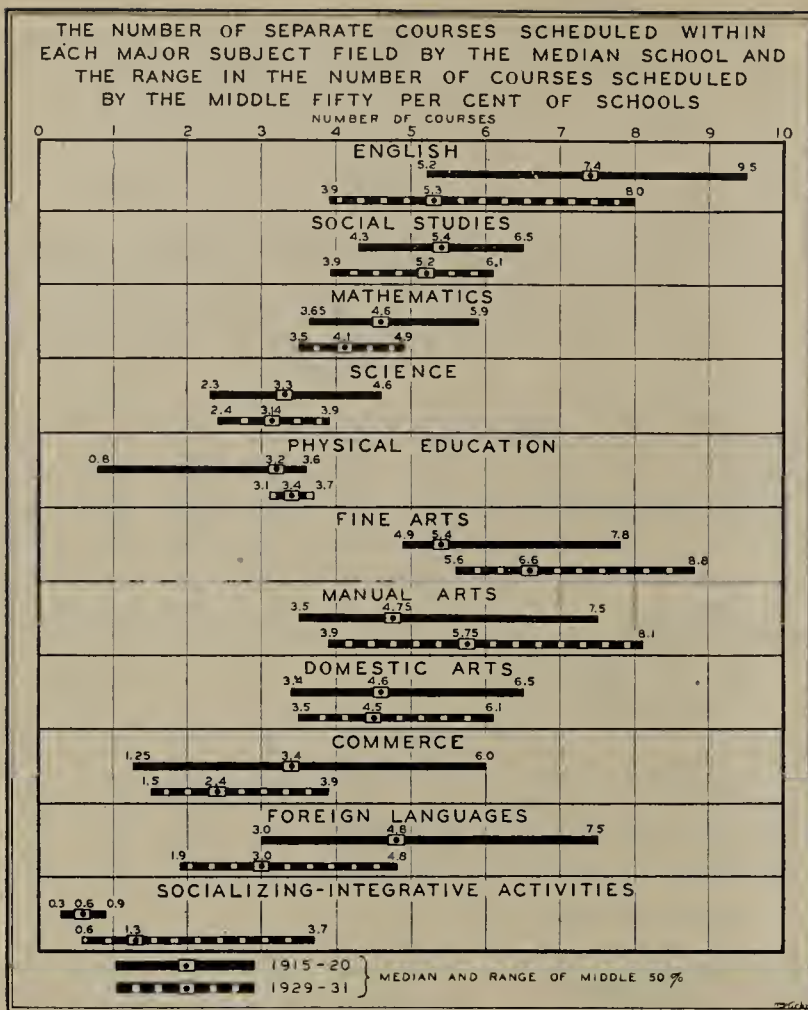 THE NUMBER OF SEPARATE COURSES SCHEDULED WITHIN
EACH MAJOR SUBJECT FIELD BY THE MEDIAN SCHOOL AND
THE RANGE IN THE NUMBER OF COURSES SCHEDULED
BY THE MIDDLE FIFTY PER CENT OF SCHOOLS
NUMBER OF COURSES
0 1 2 3 4 5 6 7 8 9 10
ENGLISH
5.2 7.4 9.5
3.9 5.3 8.0
SOCIAL STUDIES
4.3 5.4 6.5
3.9 5.2 6.1
MATHEMATICS
3.65 4.6 5.9
3.5 4.1 4.9
SCIENCE
2.3 3.3 4.6
2.4 3.14 3.9
PHYSICAL EDUCATION
0.8 3.2 3.6
3.1 3.4 3.7
FINE ARTS
4.9 5.4 7.8
5.6 6.6 8.8
MANUAL ARTS
3.5 4.75 7.5
3.9 5.75 8.1
DOMESTIC ARTS
3.4 4.6 6.5
3.5 4.5 6.1
COMMERCE
1.25 3.4 6.0
1.5 2.4 3.9
FOREIGN LANGUAGES
3.0 4.8 7.5
1.9 3.0 4.8
SOCIALIZING-INTEGRATIVE ACTIVITIES
0.3 0.6 0.9
0.6 1.3 3.7
1915-20
1929-31
MEDIAN AND RANGE OF MIDDLE 50%